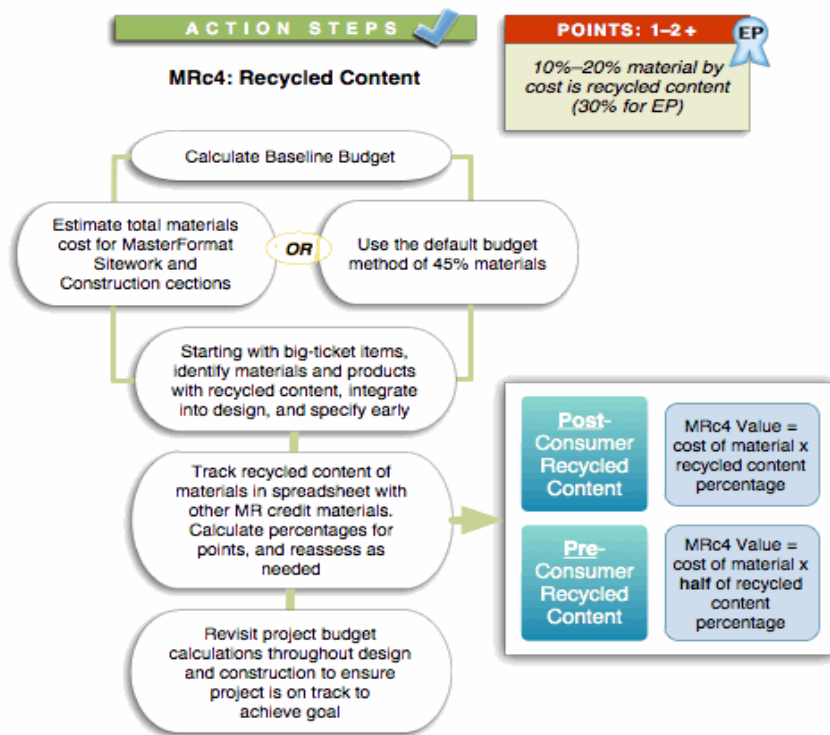 ACTION STEPS
POINTS: 1–2+
EP
MRc4: Recycled Content
10%–20% material by
cost is recycled content
(30% for EP)
Calculate Baseline Budget
Estimate total materials
cost for MasterFormat
Sitework and
Construction cections
OR
Use the default budget
method of 45% materials
Starting with big-ticket items,
identify materials and products
with recycled content, integrate
into design, and specify early
Track recycled content of
materials in spreadsheet with
other MR credit materials.
Calculate percentages for
points, and reassess as
needed
Post-
Consumer
Recycled
Content
MRc4 Value =
cost of material x
recycled content
percentage
Pre-
Consumer
Recycled
Content
MRc4 Value =
cost of material x
half of recycled
content
percentage
Revisit project budget
calculations throughout design
and construction to ensure
project is on track to
achieve goal